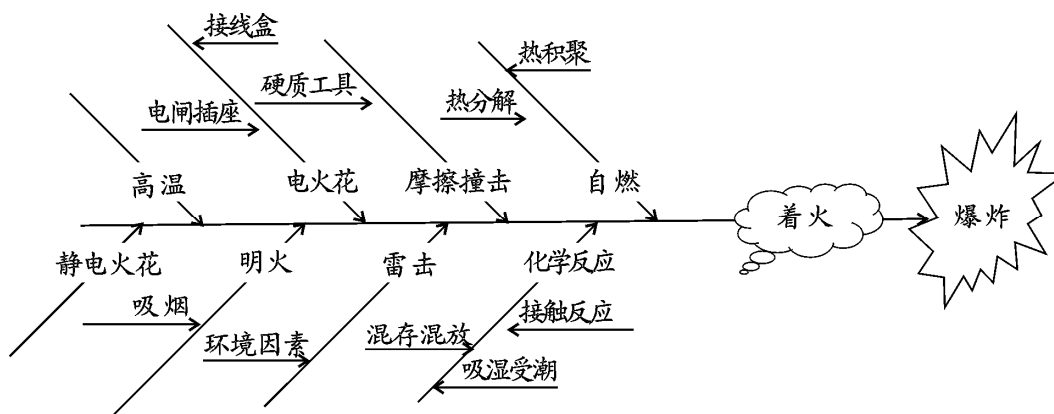 接线盒
热积聚
硬质工具
热分解
电闸插座
高温
电火花
摩擦撞击
自燃
着火
爆炸
静电火花
明火
雷击
化学反应
吸烟
接触反应
环境因素
混存混放
吸湿受潮